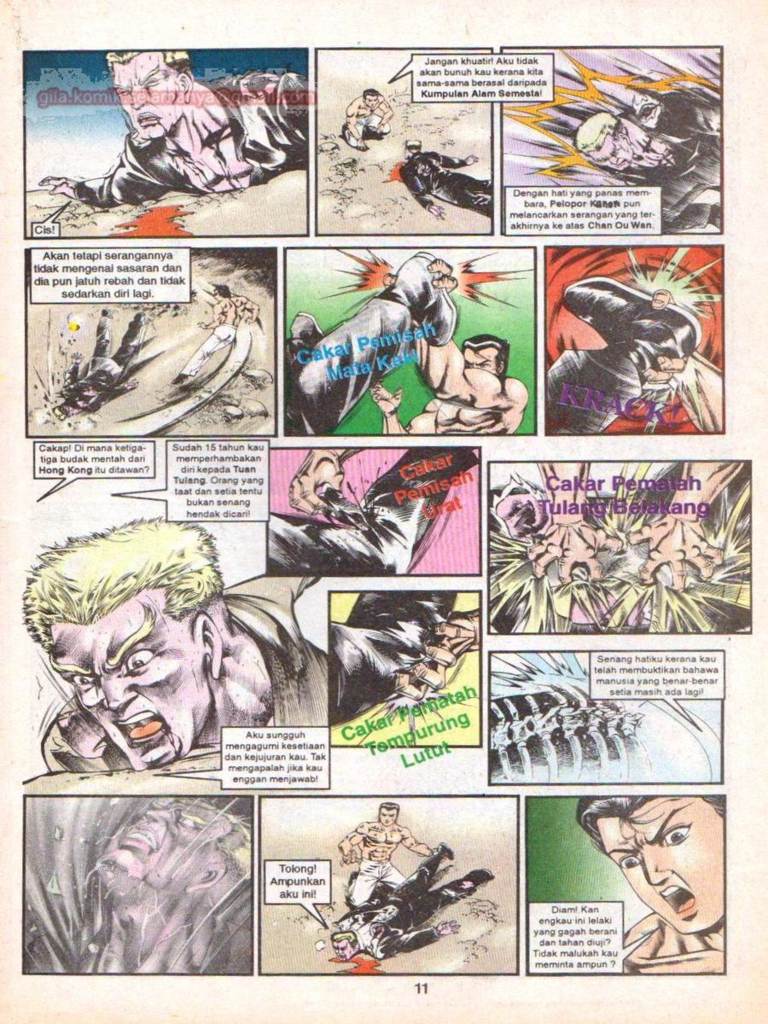 gila.komik
@gmail.com
Cis!
Jangan khuatir! Aku tidak
akan bunuh kau kerana kita
sama-sama berasal daripada
Kumpulan Alam Semesta!
Dengan hati yang panas mem-
bara, Pelopor
pun
melancarkan serangan yang ter-
akhirnya ke atas Chan Ou Wan.
Akan tetapi serangannya
tidak mengenai sasaran dan
dia pun jatuh rebah dan tidak
sedarkan diri lagi.
Cakar Pemisah
Mata Kaki
KRACK!
Cakap! Di mana ketiga-
tiga budak mentah dari
Hong Kong itu ditawan?
Sudah 15 tahun kau
memperhambakan
diri kepada Tuan
Tulang. Orang yang
taat dan setia tentu
bukan senang
hendak dicari!
Cakar
Pemisah
Urat
Cakar Pematah
Tulang Belakang
Aku sungguh
mengagumi kesetiaan
dan kejujuran kau. Tak
mengapalah jika kau
enggan menjawab!
Cakar Pematah
Tempurung
Lutut
Senang hatiku kerana kau
telah membuktikan bahawa
manusia yang benar-benar
setia masih ada lagi!
Tolong!
Ampunkan
aku ini!
Diam! Kan
engkau ini lelaki
yang gagah berani
dan tahan diuji?
Tidak malukah kau
meminta ampun ?
11